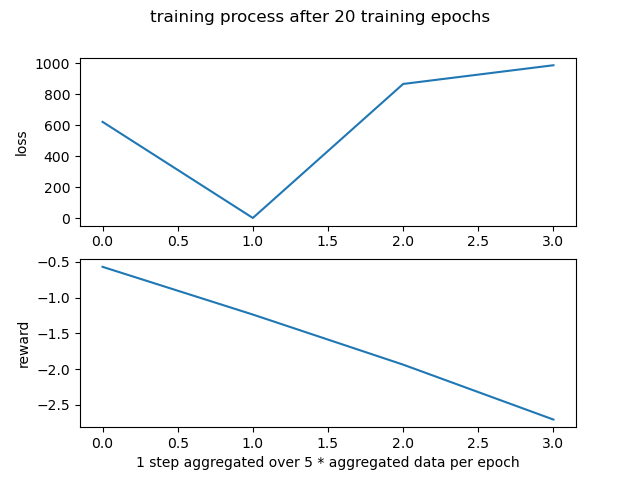 training process after 20 training epochs
1000
800
600
400
200
0
loss
0.0 0.5 1.0 1.5 2.0 2.5 3.0
−0.5
−1.0
−1.5
−2.0
−2.5
reward
0.0 0.5 1.0 1.5 2.0 2.5 3.0
1 step aggregated over 5 * aggregated data per epoch